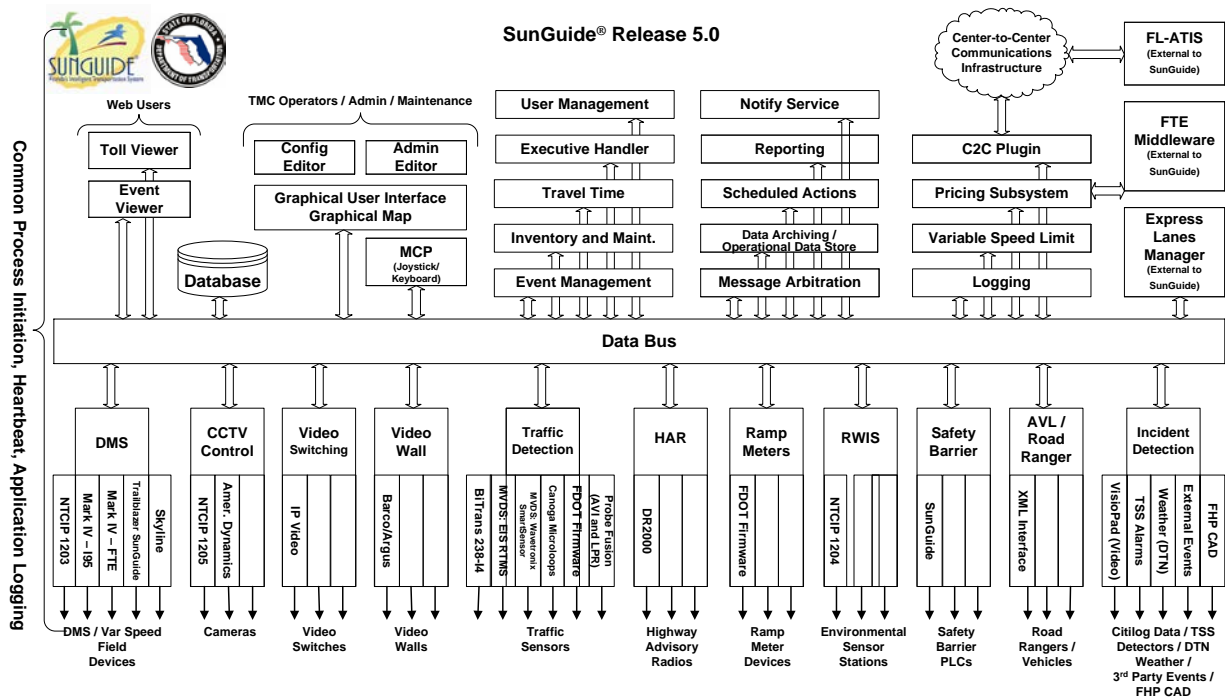 SunGuide® Release 5.0
SUNGUIDE
Florida's Intelligent Transportation System
STATE OF FLORIDA
DEPARTMENT OF TRANSPORTATION
Common Process Initiation, Heartbeat, Application Logging
Web Users
Toll Viewer
Event
Viewer
TMC Operators / Admin / Maintenance
Config
Editor
Admin
Editor
Graphical User Interface
Graphical Map
Database
MCP
(Joystick/
Keyboard)
User Management
Executive Handler
Travel Time
Inventory and Maint.
Event Management
Notify Service
Reporting
Scheduled Actions
Data Archiving /
Operational Data Store
Message Arbitration
Center-to-Center
Communications
Infrastructure
C2C Plugin
Pricing Subsystem
Variable Speed Limit
Logging
FL-ATIS
(External to
SunGuide)
FTE
Middleware
(External to
SunGuide)
Express
Lanes
Manager
(External to
SunGuide)
Data Bus
DMS
NTCIP 1203
Mark IV – I95
Mark IV – FTE
Trailblazer/ SunGuide
Skyline
DMS / Var Speed
Field
Devices
CCTV
Control
NTCIP 1205
Amer. Dynamics
Cameras
Video
Switching
IP Video
Video
Switches
Video
Wall
Barco/Argus
Video
Walls
Traffic
Detection
BiTrans 238-I4
MVDS: EIS RTMS
MVDS: Wavetronix
SmartSensor
Canoga Microloops
FDOT Firmware
Probe Fusion
(AVI and LPR)
Traffic
Sensors
HAR
DR2000
Highway
Advisory
Radios
Ramp
Meters
FDOT Firmware
Ramp
Meter
Devices
RWIS
NTCIP 1204
Environmental
Sensor
Stations
Safety
Barrier
SunGuide
Safety
Barrier
PLCs
AVL /
Road
Ranger
XML Interface
Road
Rangers /
Vehicles
Incident
Detection
VisioPad (Video)
TSS Alarms
Weather (DTN)
External Events
FHP CAD
Citilog Data / TSS
Detectors / DTN
Weather /
3rd Party Events /
FHP CAD